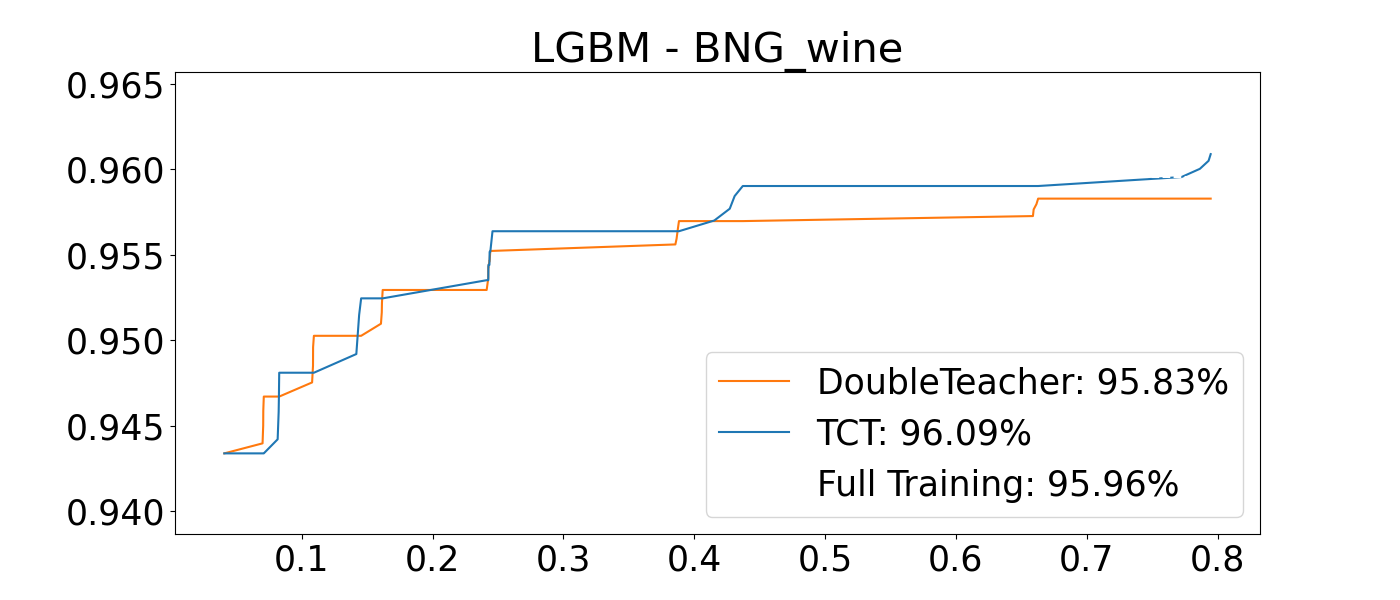 LGBM - BNG_wine
0.965
0.960
0.955
0.950
0.945
0.940
DoubleTeacher: 95.83%
TCT: 96.09%
Full Training: 95.96%
0.1 0.2 0.3 0.4 0.5 0.6 0.7 0.8